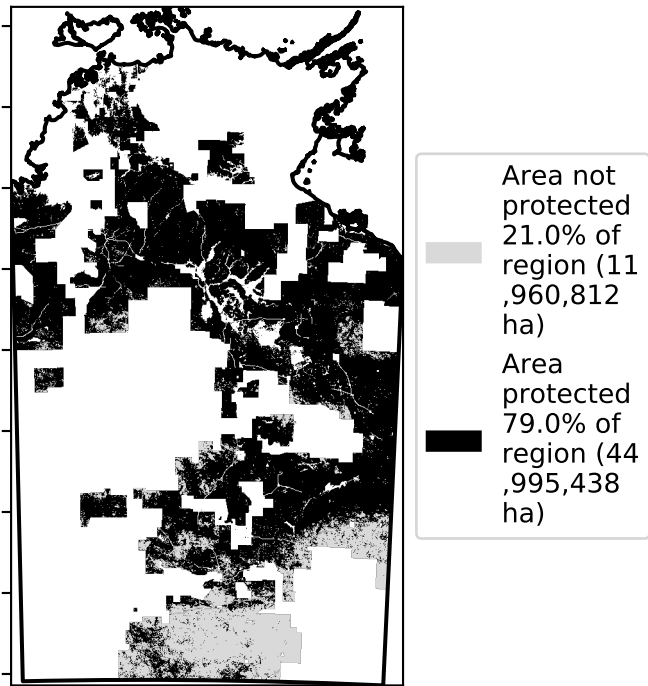 Area not
protected
21.0% of
region (11
,960,812
ha)
Area
protected
79.0% of
region (44
,995,438
ha)